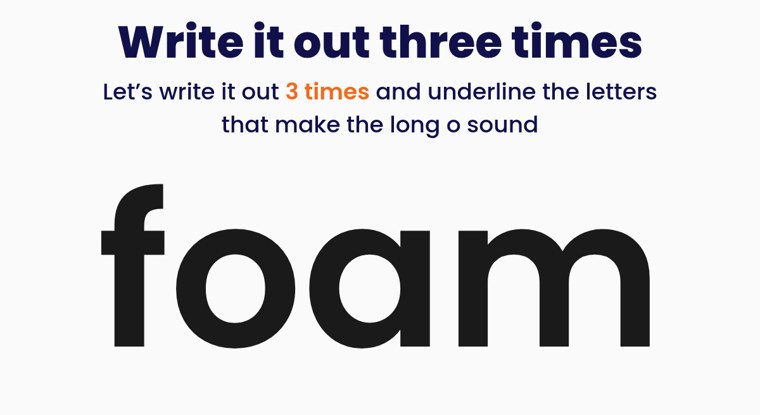 Write it out three times
Let’s write it out 3 times and underline the letters
that make the long o sound
foam